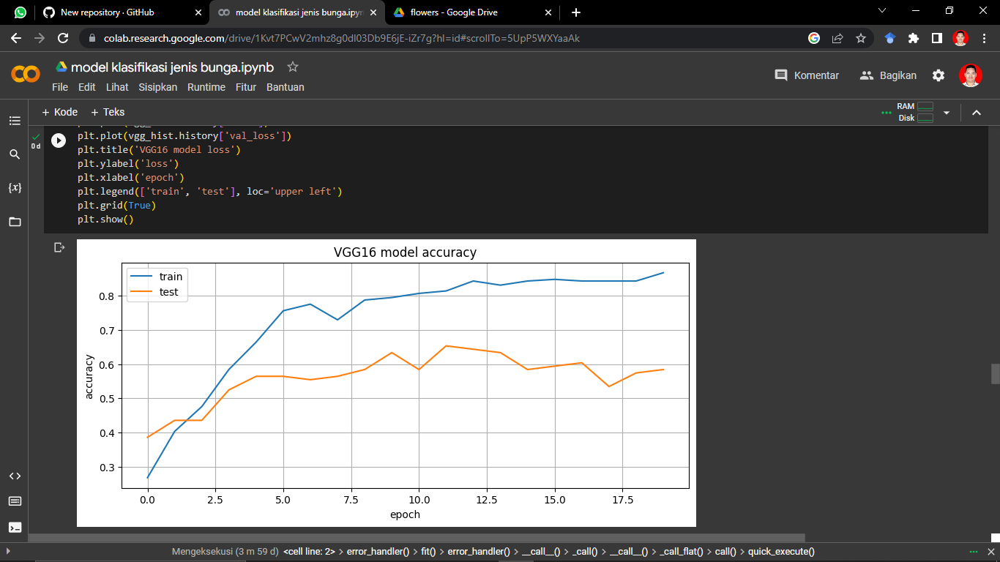 New repository · GitHub
model klasifikasi jenis bunga.ipyn
flowers - Google Drive
colab.research.google.com/drive/1Kvt7PCwV2mhz8g0dl03Db9E6jE-iZr7g?hl=id#scrollTo=5UpP5WXYaaAk
model klasifikasi jenis bunga.ipynb
Komentar
Bagikan
File Edit Lihat Sisipkan Runtime Fitur Bantuan
+ Kode + Teks
RAM
Disk
0 d
plt.plot(vgg_hist.history['val_loss'])
plt.title('VGG16 model loss')
plt.ylabel('loss')
plt.xlabel('epoch')
plt.legend(['train', 'test'], loc='upper left')
plt.grid(True)
plt.show()
{x}
VGG16 model accuracy
train
test
0.8
0.7
0.6
0.5
0.4
0.3
accuracy
0.0 2.5 5.0 7.5 10.0 12.5 15.0 17.5
epoch
Mengeksekusi (3 m 59 d) <cell line: 2> > error_handler() > fit() > error_handler() > __call__() > _call() > __call__() > _call_flat() > call() > quick_execute()